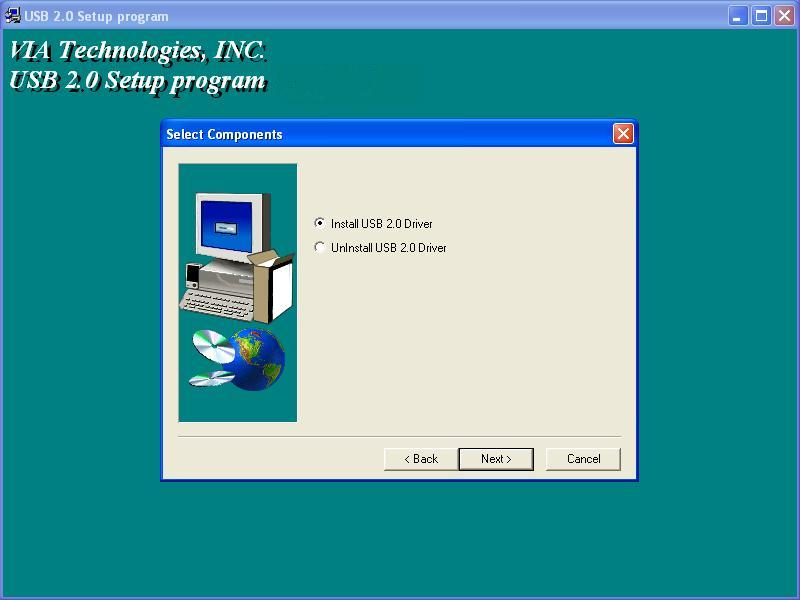 USB 2.0 Setup program
VIA Technologies, INC.
USB 2.0 Setup program
Select Components
Install USB 2.0 Driver
UnInstall USB 2.0 Driver
< Back
Next >
Cancel